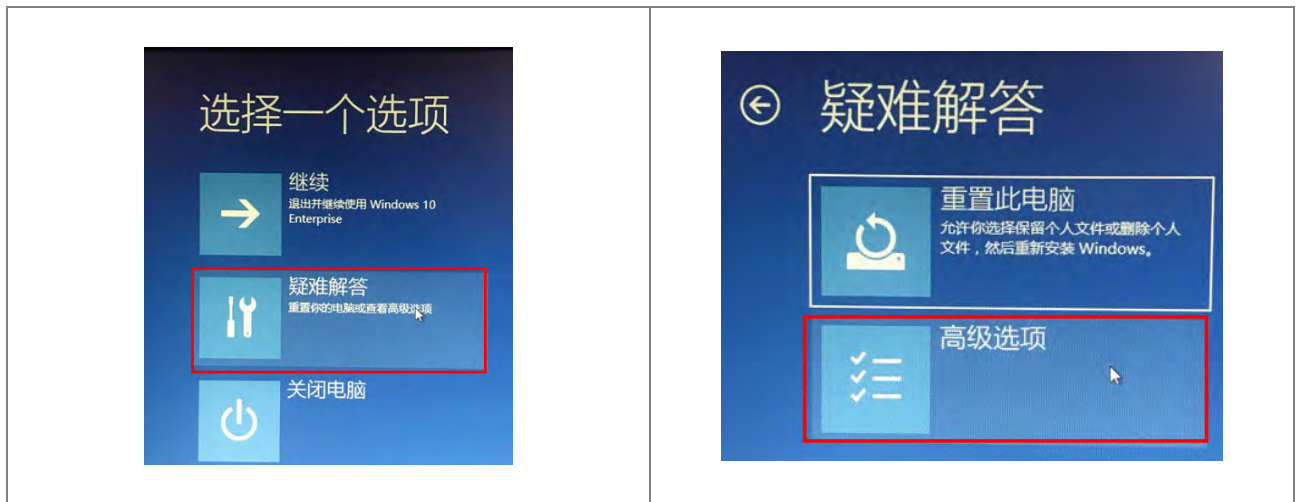 选择一个选项
继续
退出并继续使用 Windows 10
Enterprise
疑难解答
重置你的电脑或查看高级选项
关闭电脑
疑难解答
重置此电脑
允许你选择保留个人文件或删除个人
文件，然后重新安装 Windows。
高级选项